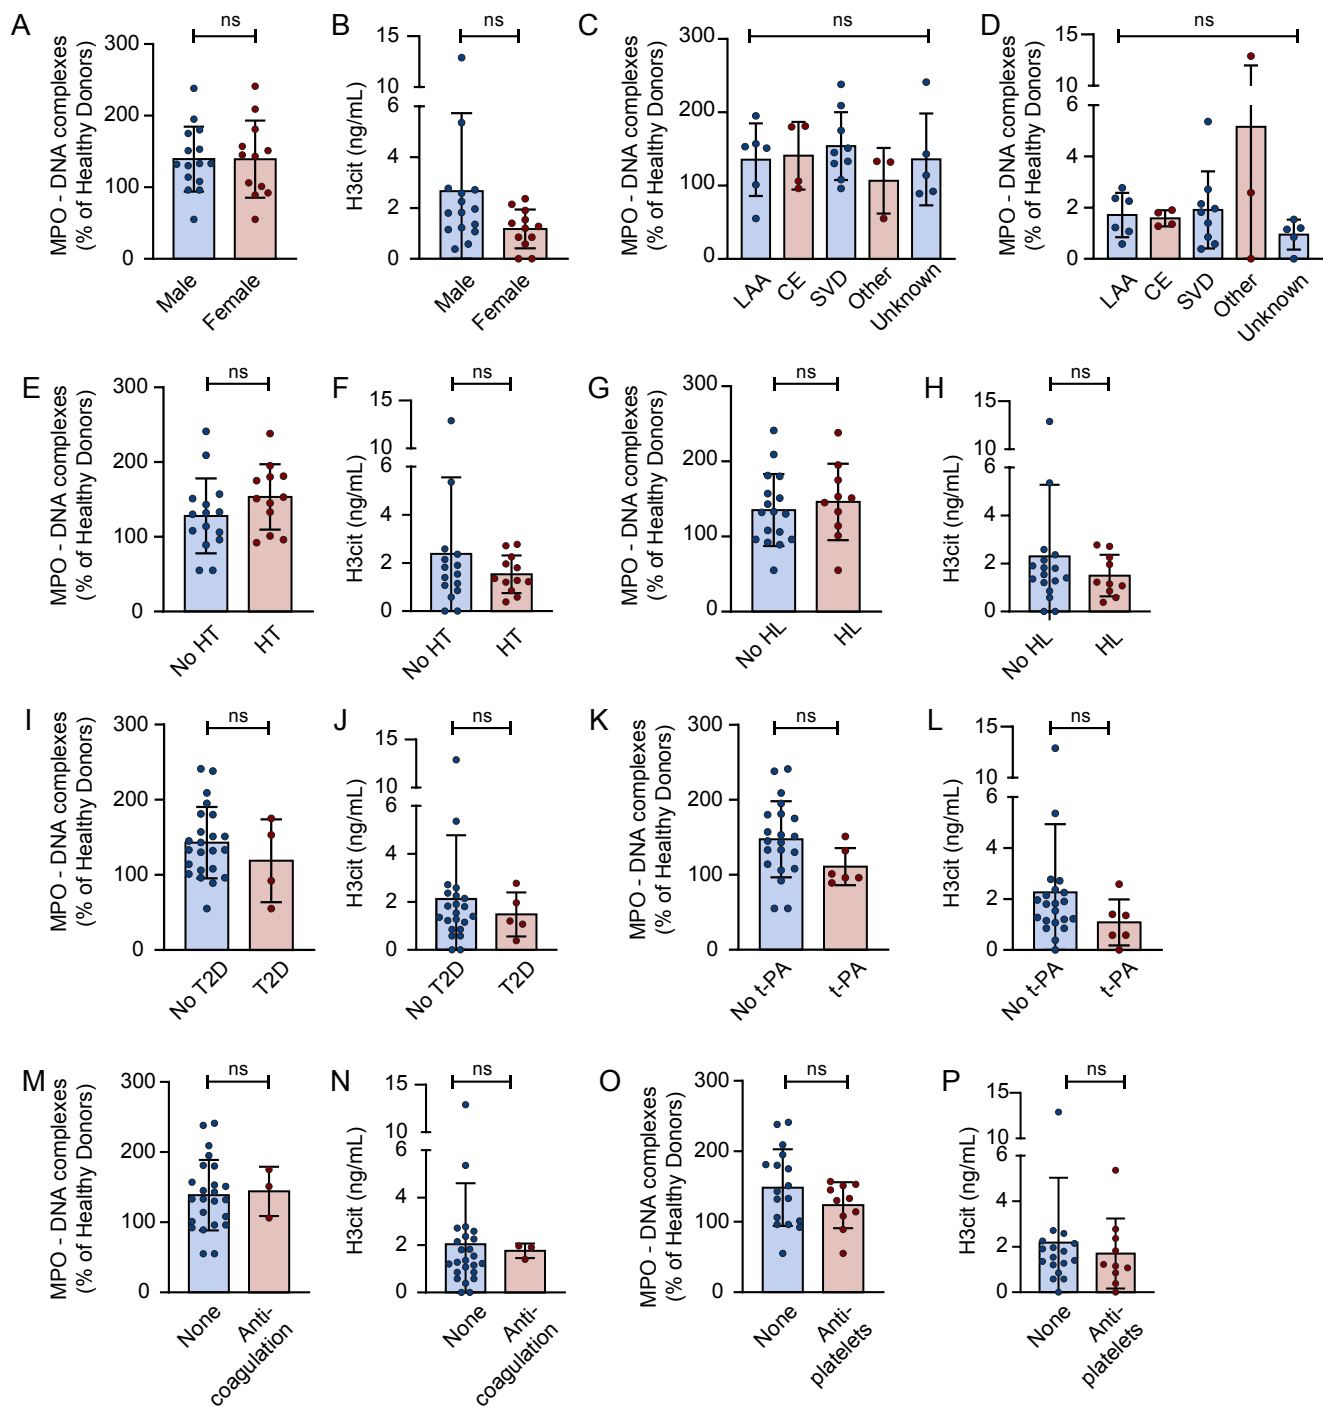 A
MPO - DNA complexes
(% of Healthy Donors)
300
200
100
0
ns
Male
Female
B
H3cit (ng/mL)
15
10
6
4
2
0
ns
Male
Female
C
MPO - DNA complexes
(% of Healthy Donors)
300
200
100
0
ns
LAA
CE
SVD
Other
Unknown
D
MPO - DNA complexes
(% of Healthy Donors)
15
10
6
4
2
0
ns
LAA
CE
SVD
Other
Unknown
E
MPO - DNA complexes
(% of Healthy Donors)
300
200
100
0
ns
No HT
HT
F
H3cit (ng/mL)
15
10
6
4
2
0
ns
No HT
HT
G
MPO - DNA complexes
(% of Healthy Donors)
300
200
100
0
ns
No HL
HL
H
H3cit (ng/mL)
15
10
6
4
2
0
ns
No HL
HL
I
MPO - DNA complexes
(% of Healthy Donors)
300
200
100
0
ns
No T2D
T2D
J
H3cit (ng/mL)
15
10
6
4
2
0
ns
No T2D
T2D
K
MPO - DNA complexes
(% of Healthy Donors)
300
200
100
0
ns
No t-PA
t-PA
L
H3cit (ng/mL)
15
10
6
4
2
0
ns
No t-PA
t-PA
M
MPO - DNA complexes
(% of Healthy Donors)
300
200
100
0
ns
None
Anti-
coagulation
N
H3cit (ng/mL)
15
10
6
4
2
0
ns
None
Anti-
coagulation
O
MPO - DNA complexes
(% of Healthy Donors)
300
200
100
0
ns
None
Anti-
platelets
P
H3cit (ng/mL)
15
10
6
4
2
0
ns
None
Anti-
platelets